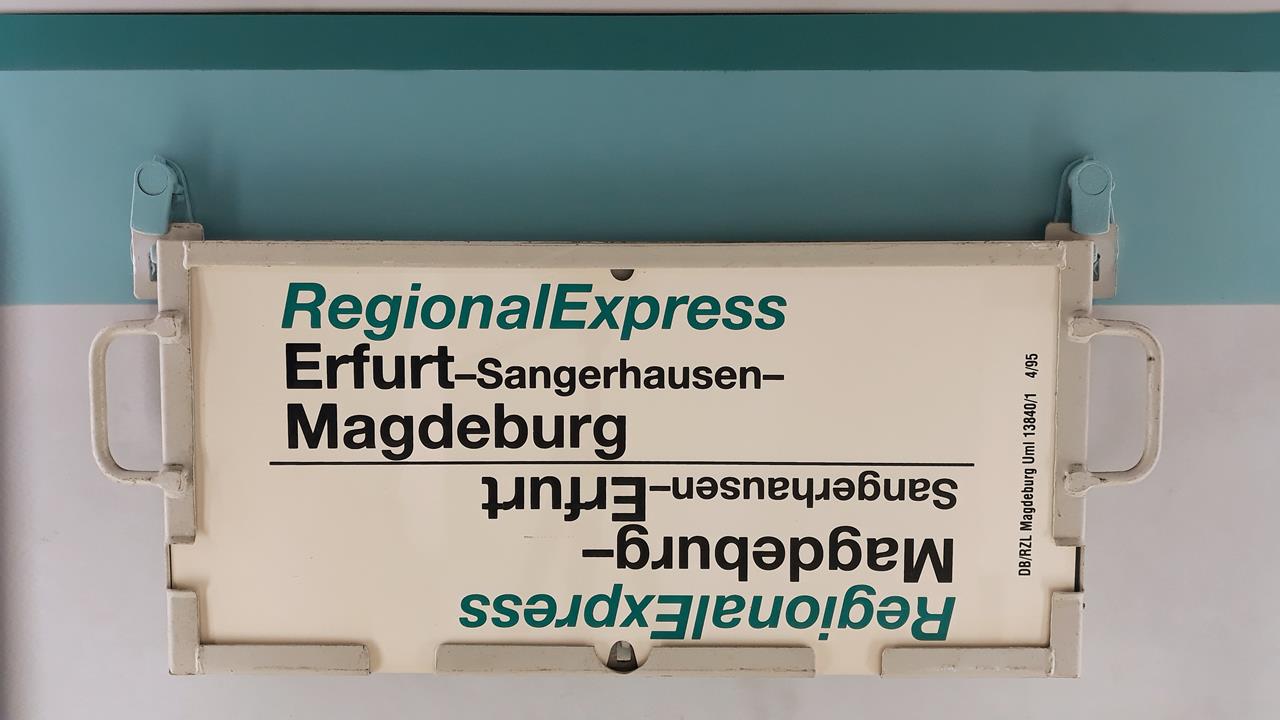 RegionalExpress
Erfurt–Sangerhausen–
Magdeburg
RegionalExpress
Magdeburg–
Sangerhausen–Erfurt
DB/RZL Magdeburg Uml 13840/1 4/95